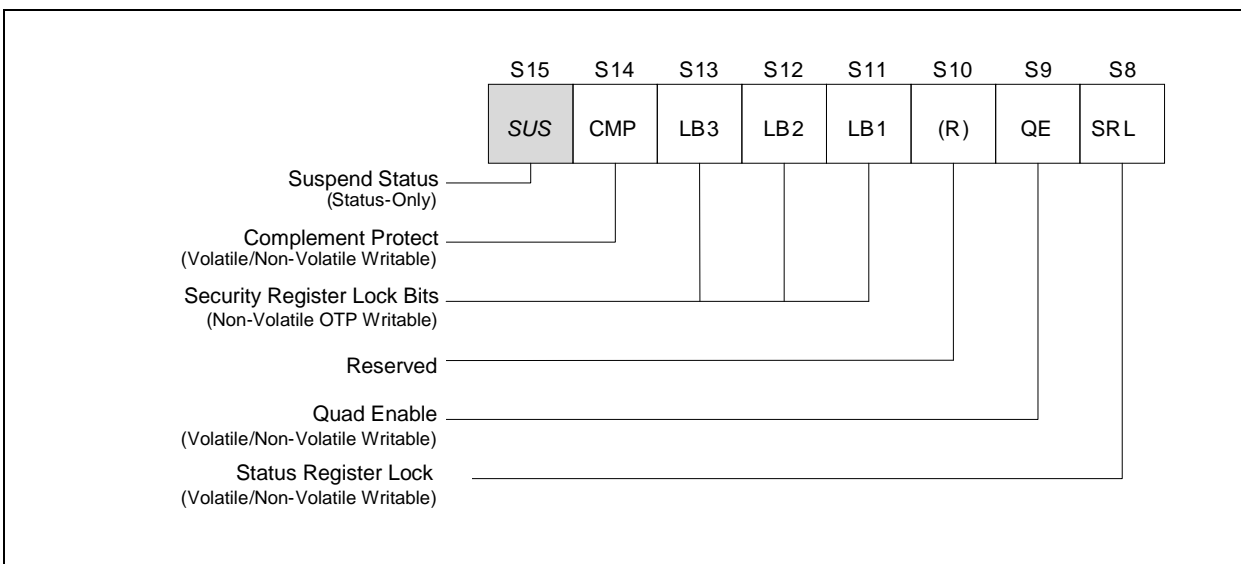 S15 S14 S13 S12 S11 S10 S9 S8
SUS CMP LB3 LB2 LB1 (R) QE SRL
Suspend Status
(Status-Only)
Complement Protect
(Volatile/Non-Volatile Writable)
Security Register Lock Bits
(Non-Volatile OTP Writable)
Reserved
Quad Enable
(Volatile/Non-Volatile Writable)
Status Register Lock
(Volatile/Non-Volatile Writable)